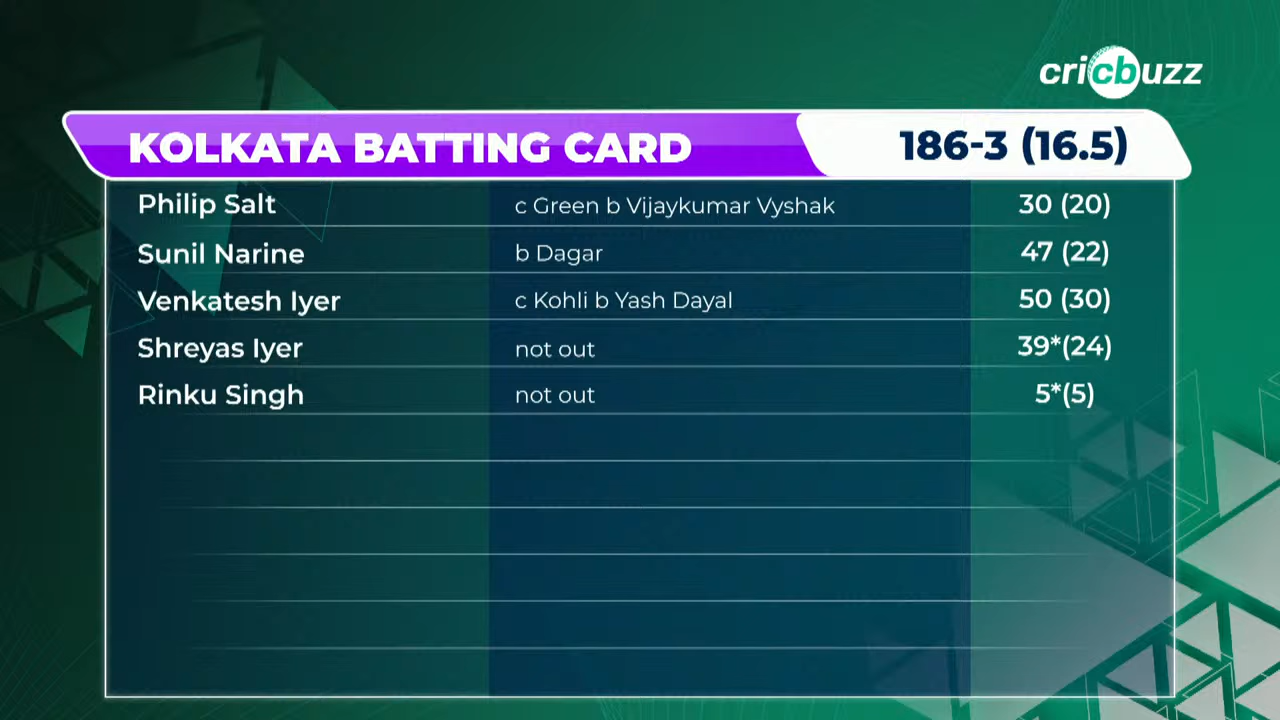 cricbuzz
KOLKATA BATTING CARD 186-3 (16.5)
Philip Salt c Green b Vijaykumar Vyshak 30 (20)
Sunil Narine b Dagar 47 (22)
Venkatesh Iyer c Kohli b Yash Dayal 50 (30)
Shreyas Iyer not out 39*(24)
Rinku Singh not out 5*(5)